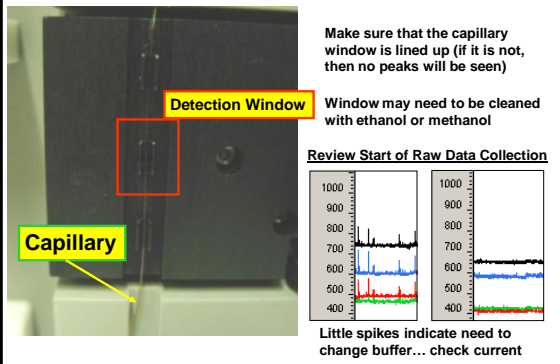 Make sure that the capillary
window is lined up (if it is not,
then no peaks will be seen)
Detection Window
Window may need to be cleaned
with ethanol or methanol
Review Start of Raw Data Collection
1000
900
800
700
600
500
400
1000
900
800
700
600
500
400
Capillary
Little spikes indicate need to
change buffer… check current